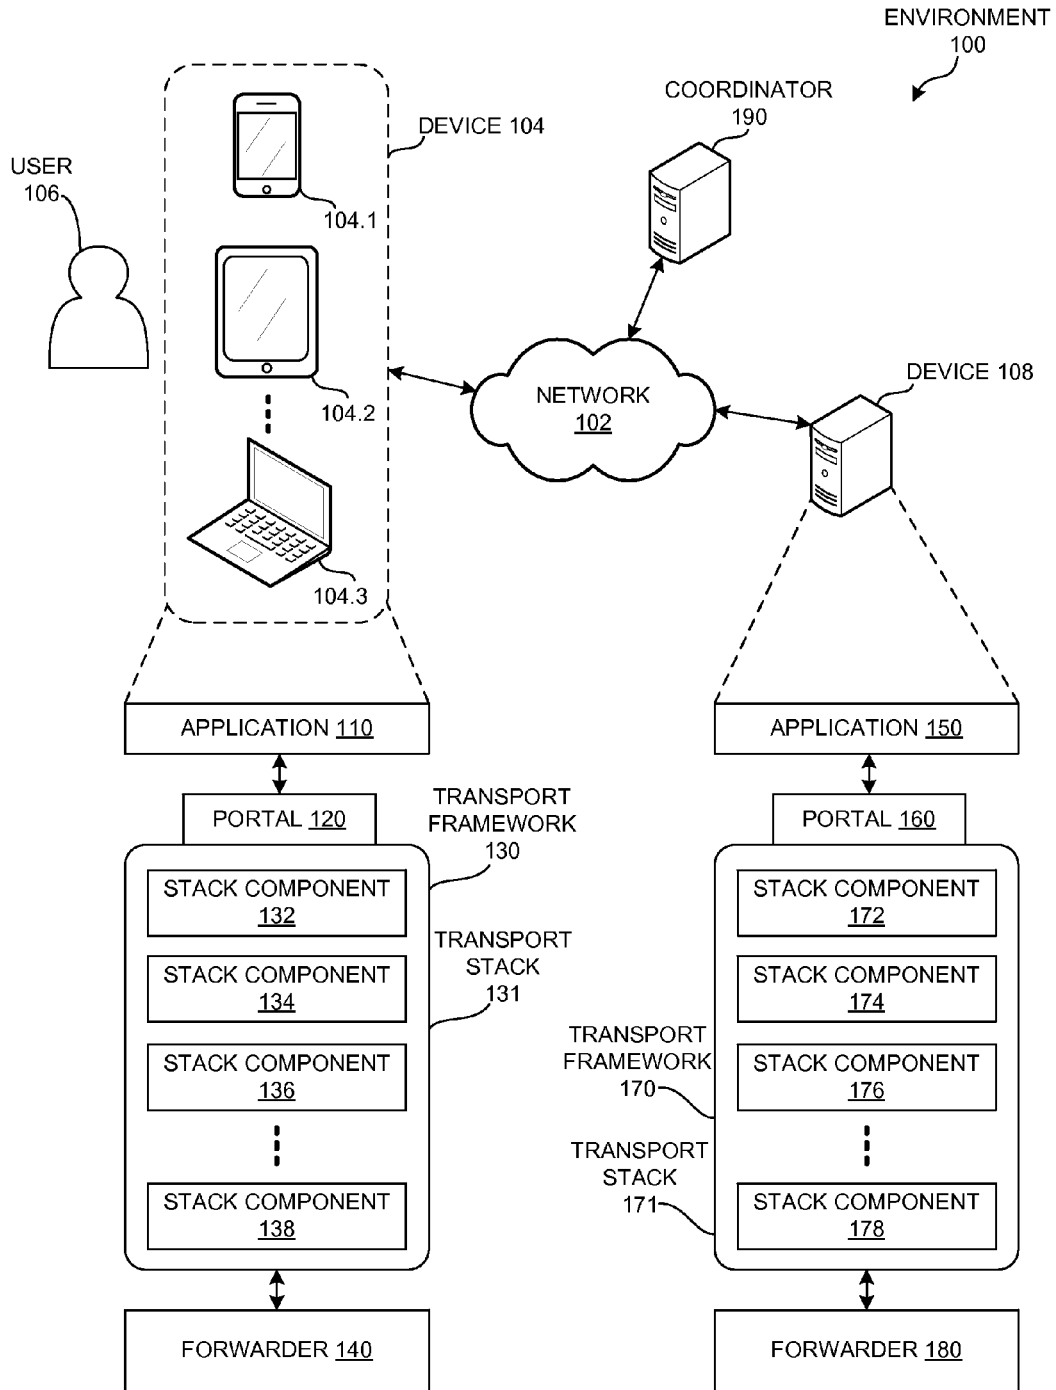 ENVIRONMENT
100
COORDINATOR
190
DEVICE 104
USER
106
104.1
104.2
104.3
NETWORK
102
DEVICE 108
APPLICATION 110
PORTAL 120
TRANSPORT
FRAMEWORK
130
STACK COMPONENT
132
TRANSPORT
STACK
131
STACK COMPONENT
134
STACK COMPONENT
136
STACK COMPONENT
138
FORWARDER 140
APPLICATION 150
PORTAL 160
STACK COMPONENT
172
STACK COMPONENT
174
TRANSPORT
FRAMEWORK
170
STACK COMPONENT
176
TRANSPORT
STACK
171
STACK COMPONENT
178
FORWARDER 180